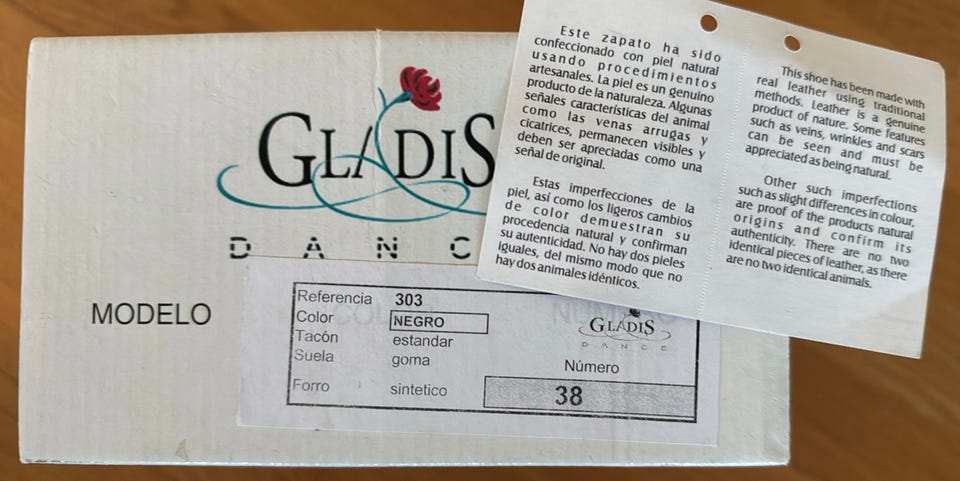 GLADIS
DANC
MODELO
Referencia 303
Color NEGRO
Tacón estandar
Suela goma
Forro sintetico
GLADIS
DANCE
Número
38
Este zapato ha sido
confeccionado con piel natural
usando procedimientos
artesanales. La piel es un genuino
producto de la naturaleza. Algunas
señales características del animal
como las venas arrugas y
cicatrices, permanecen visibles y
deben ser apreciadas como una
señal de original.
Estas imperfecciones de la
piel, así como los ligeros cambios
de color demuestran su
procedencia natural y confirman
su autenticidad. No hay dos pieles
iguales, del mismo modo que no
hay dos animales idénticos.
This shoe has been made with
real leather using traditional
methods. Leather is a genuine
product of nature. Some features
such as veins, wrinkles and scars
can be seen and must be
appreciated as being natural.
Other such imperfections
such as slight differences in colour,
are proof of the products natural
origins and confirm its
authenticity. There are no two
identical pieces of leather, as there
are no two identical animals.